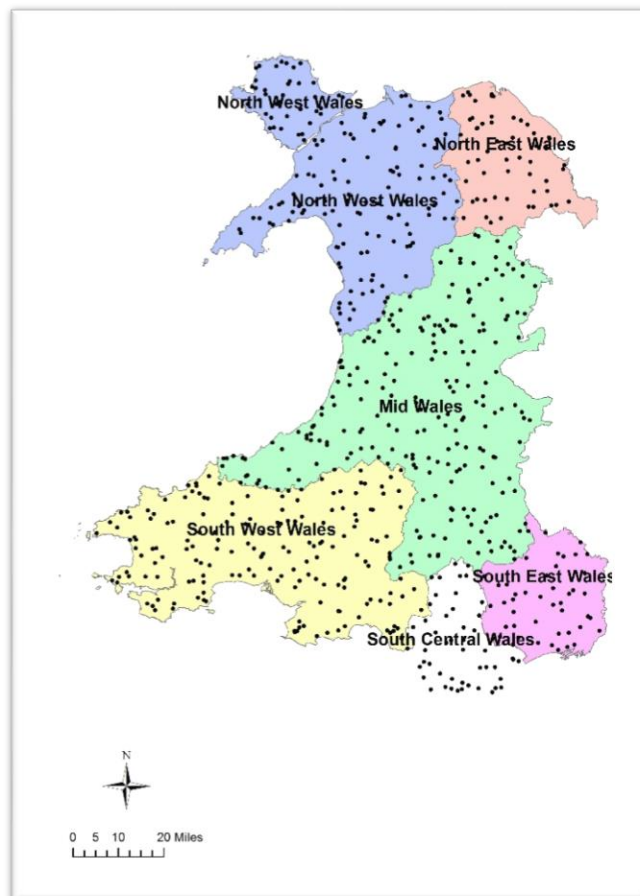 North West Wales
North East Wales
North West Wales
Mid Wales
South West Wales
South East Wales
South Central Wales
N
0 5 10 20 Miles